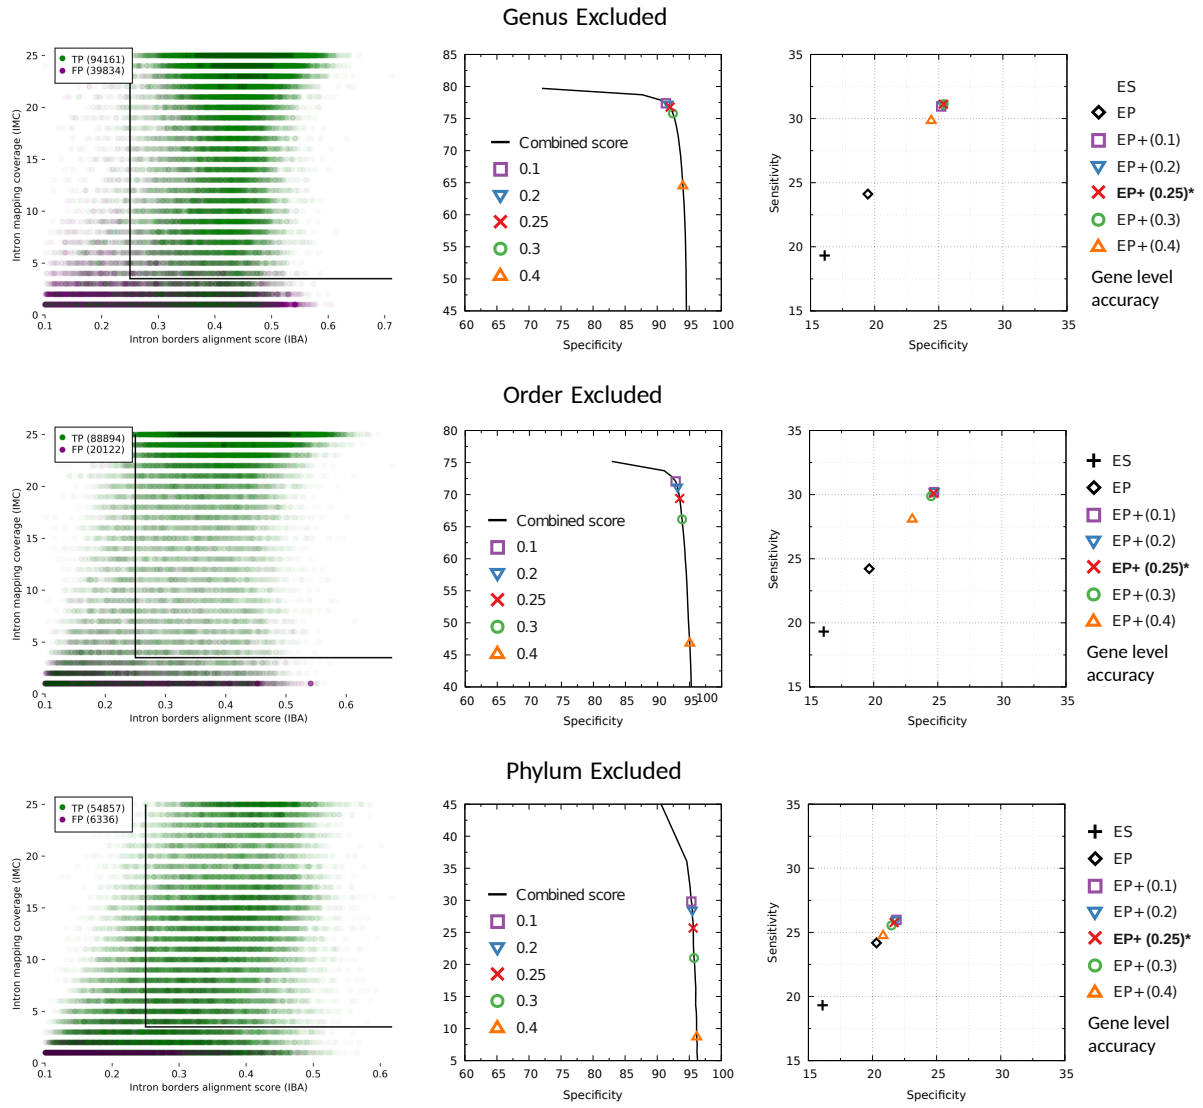 Genus Excluded
TP (94161)
FP (39834)
Intron mapping coverage (IMC)
25
20
15
10
5
0
0.1 0.2 0.3 0.4 0.5 0.6 0.7
Intron borders alignment score (IBA)
85
80
75
70
65
60
55
50
45
60 65 70 75 80 85 90 95 100
Specificity
Combined score
0.1
0.2
0.25
0.3
0.4
Sensitivity
35
30
25
20
15
15 20 25 30 35
Specificity
ES
EP
EP+(0.1)
EP+(0.2)
EP+ (0.25)*
EP+(0.3)
EP+(0.4)
Gene level
accuracy
Order Excluded
TP (88894)
FP (20122)
Intron mapping coverage (IMC)
25
20
15
10
5
0
0.1 0.2 0.3 0.4 0.5 0.6
Intron borders alignment score (IBA)
80
75
70
65
60
55
50
45
40
60 65 70 75 80 85 90 95 100
Specificity
Combined score
0.1
0.2
0.25
0.3
0.4
Sensitivity
35
30
25
20
15
15 20 25 30 35
Specificity
ES
EP
EP+(0.1)
EP+(0.2)
EP+ (0.25)*
EP+(0.3)
EP+(0.4)
Gene level
accuracy
Phylum Excluded
TP (54857)
FP (6336)
Intron mapping coverage (IMC)
25
20
15
10
5
0
0.1 0.2 0.3 0.4 0.5 0.6
Intron borders alignment score (IBA)
45
40
35
30
25
20
15
10
5
60 65 70 75 80 85 90 95 100
Specificity
Combined score
0.1
0.2
0.25
0.3
0.4
Sensitivity
35
30
25
20
15
15 20 25 30 35
Specificity
ES
EP
EP+(0.1)
EP+(0.2)
EP+ (0.25)*
EP+(0.3)
EP+(0.4)
Gene level
accuracy